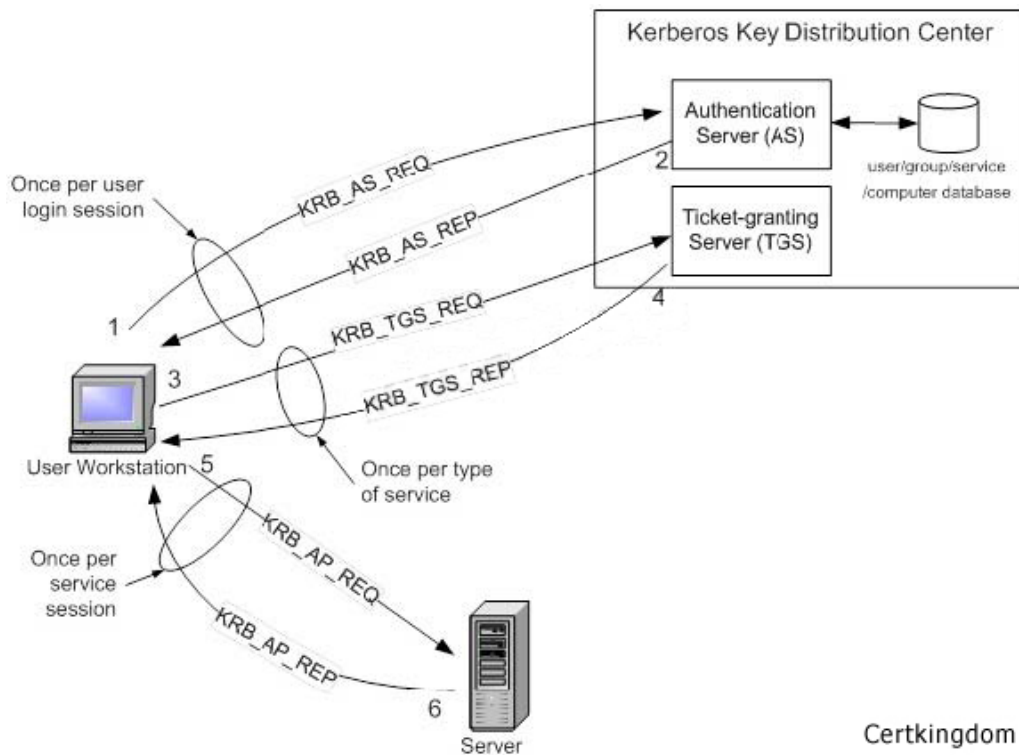 Kerberos Key Distribution Center
Authentication
Server (AS)
user/group/service
/computer database
Ticket-granting
Server (TGS)
Once per user
login session
KRB_AS_REQ
2
KRB_AS_REP
1
KRB_TGS_REQ
4
3
KRB_TGS_REP
User Workstation
5
Once per type
of service
Once per
service
session
KRB_AP_REQ
KRB_AP_REP
6
Server
Certkingdom